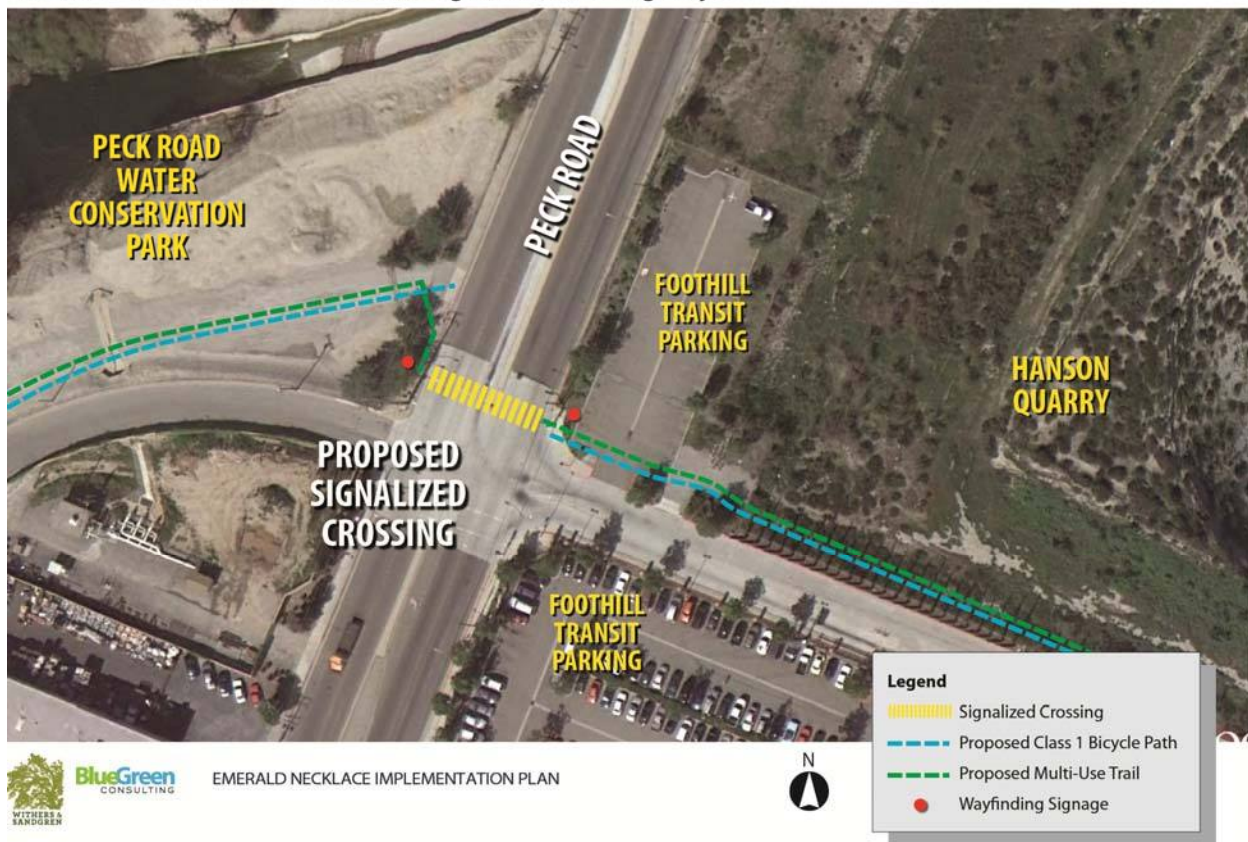 PECK ROAD
WATER
CONSERVATION
PARK
PECK ROAD
FOOTHILL
TRANSIT
PARKING
HANSON
QUARRY
PROPOSED
SIGNALIZED
CROSSING
FOOTHILL
TRANSIT
PARKING
Legend
Signalized Crossing
Proposed Class 1 Bicycle Path
Proposed Multi-Use Trail
Wayfinding Signage
WITHERS &
SANDGREN
BlueGreen
CONSULTING
EMERALD NECKLACE IMPLEMENTATION PLAN
N